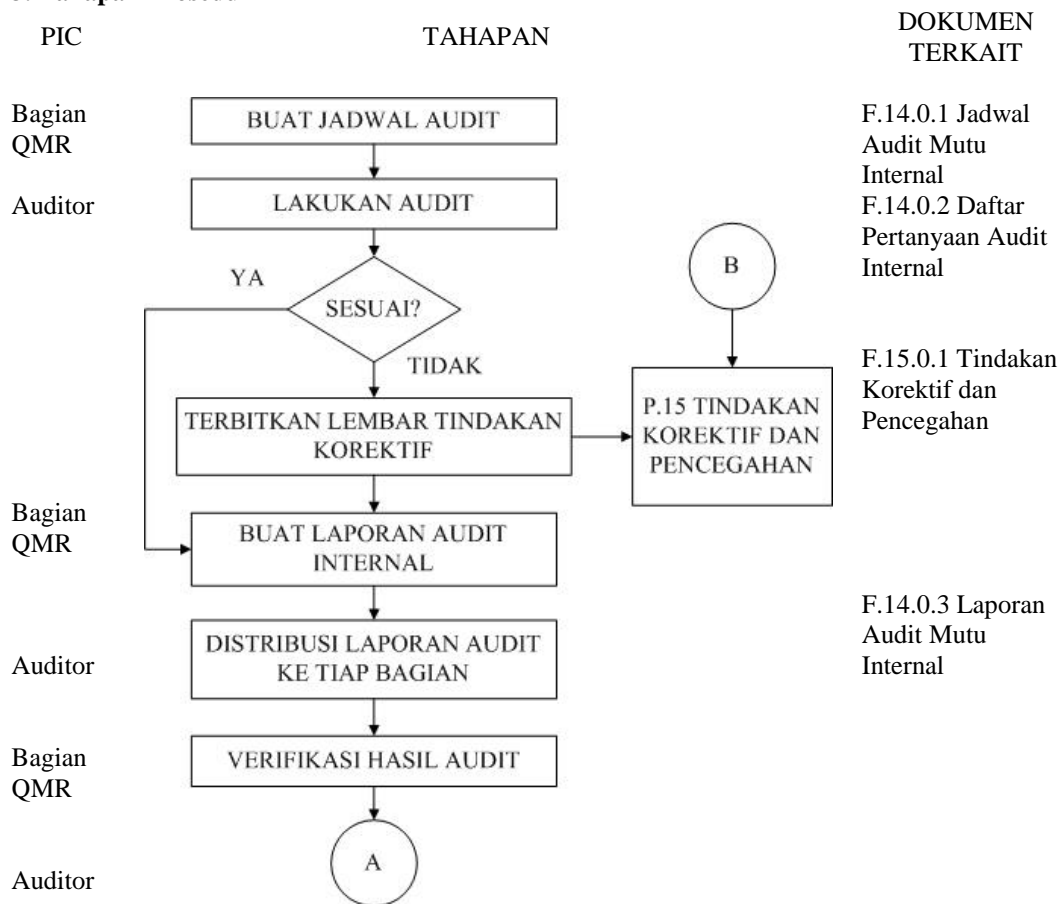 PIC
TAHAPAN
DOKUMEN
TERKAIT
Bagian
QMR
BUAT JADWAL AUDIT
F.14.0.1 Jadwal
Audit Mutu
Internal
Auditor
LAKUKAN AUDIT
F.14.0.2 Daftar
Pertanyaan Audit
Internal
B
YA
SESUAI?
TIDAK
F.15.0.1 Tindakan
Korektif dan
Pencegahan
TERBITKAN LEMBAR TINDAKAN
KOREKTIF
P.15 TINDAKAN
KOREKTIF DAN
PENCEGAHAN
Bagian
QMR
BUAT LAPORAN AUDIT
INTERNAL
F.14.0.3 Laporan
Audit Mutu
Internal
Auditor
DISTRIBUSI LAPORAN AUDIT
KE TIAP BAGIAN
Bagian
QMR
VERIFIKASI HASIL AUDIT
A
Auditor